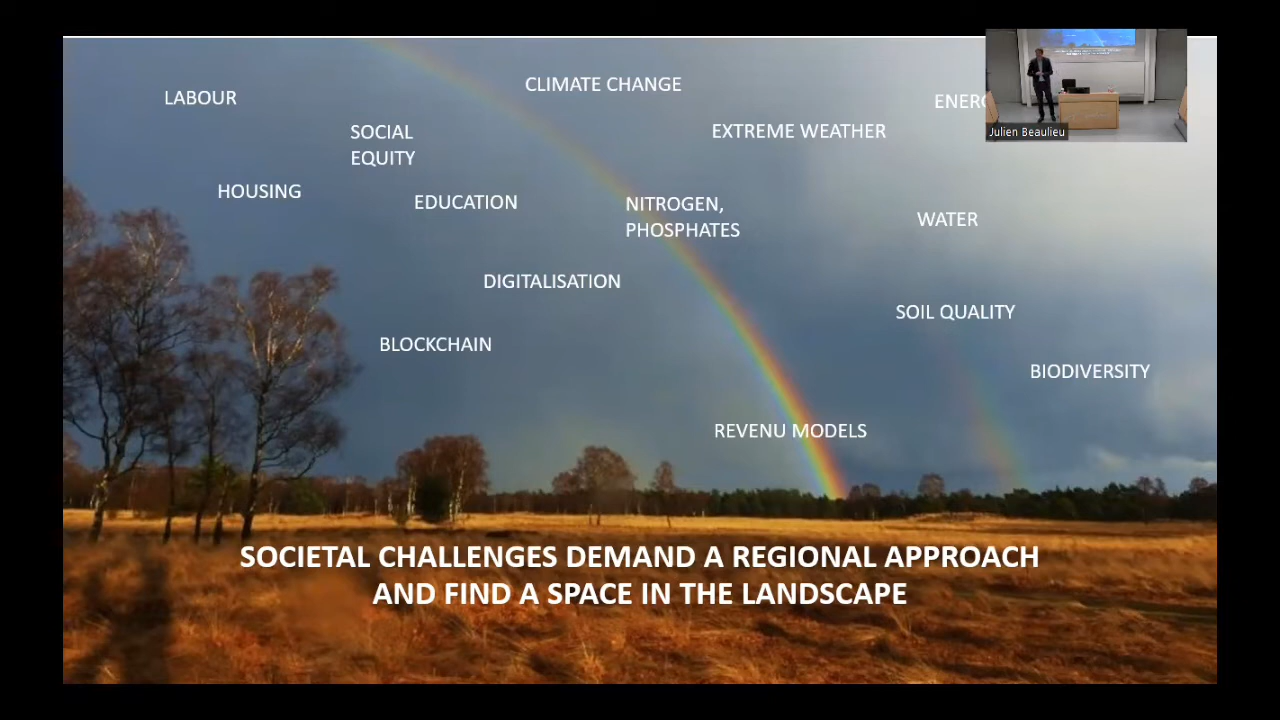 LABOUR
CLIMATE CHANGE
SOCIAL
EQUITY
EXTREME WEATHER
Julien Beaulieu
HOUSING
EDUCATION
NITROGEN,
PHOSPHATES
WATER
DIGITALISATION
SOIL QUALITY
BLOCKCHAIN
BIODIVERSITY
REVENU MODELS
SOCIETAL CHALLENGES DEMAND A REGIONAL APPROACH
AND FIND A SPACE IN THE LANDSCAPE